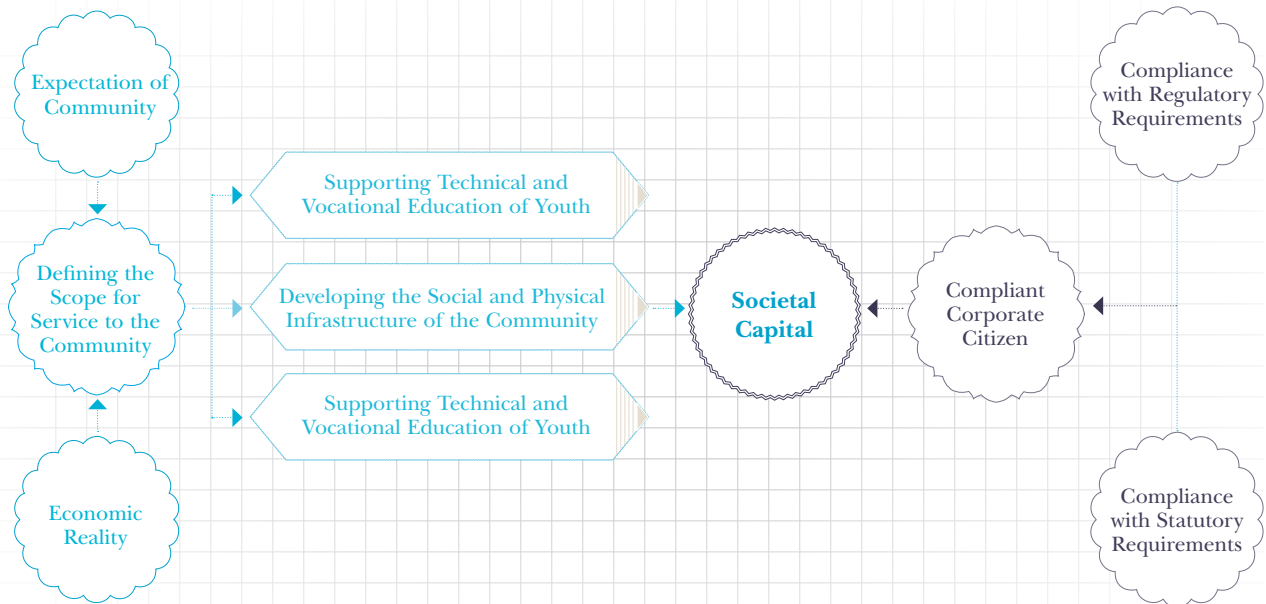 Expectation of
Community
Defining the
Scope for
Service to the
Community
Economic
Reality
Supporting Technical and
Vocational Education of Youth
Developing the Social and Physical
Infrastructure of the Community
Supporting Technical and
Vocational Education of Youth
Societal
Capital
Compliant
Corporate
Citizen
Compliance
with Regulatory
Requirements
Compliance
with Statutory
Requirements